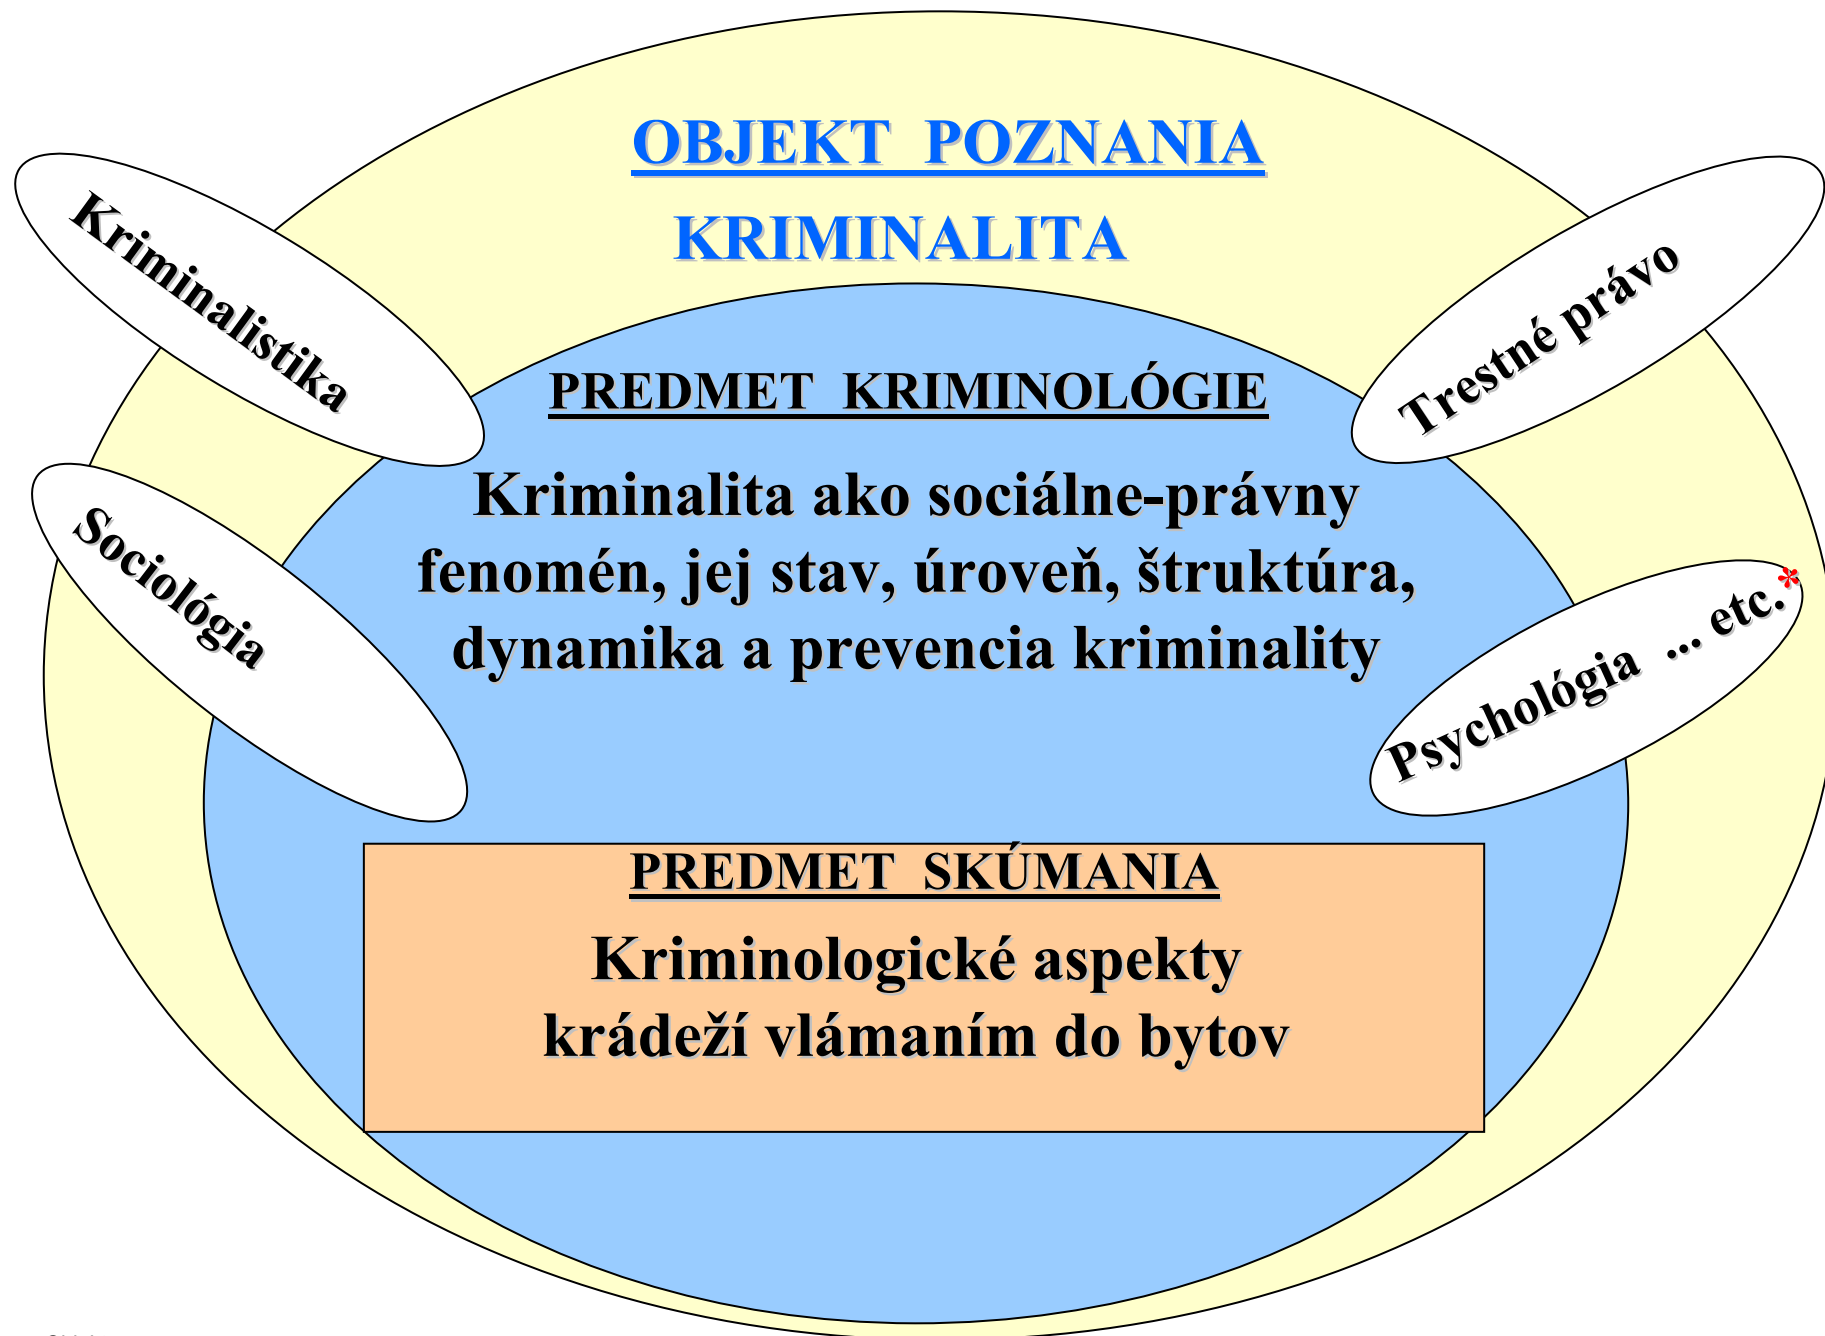 OBJEKT POZNANIA
KRIMINALITA
Kriminalistika
Trestné právo
PREDMET KRIMINOLÓGIE
Kriminalita ako sociálne-právny
fenomén, jej stav, úroveň, štruktúra,
dynamika a prevencia kriminality
Sociológia
Psychológia ... etc.*
PREDMET SKÚMANIA
Kriminologické aspekty
krádeží vlámaním do bytov